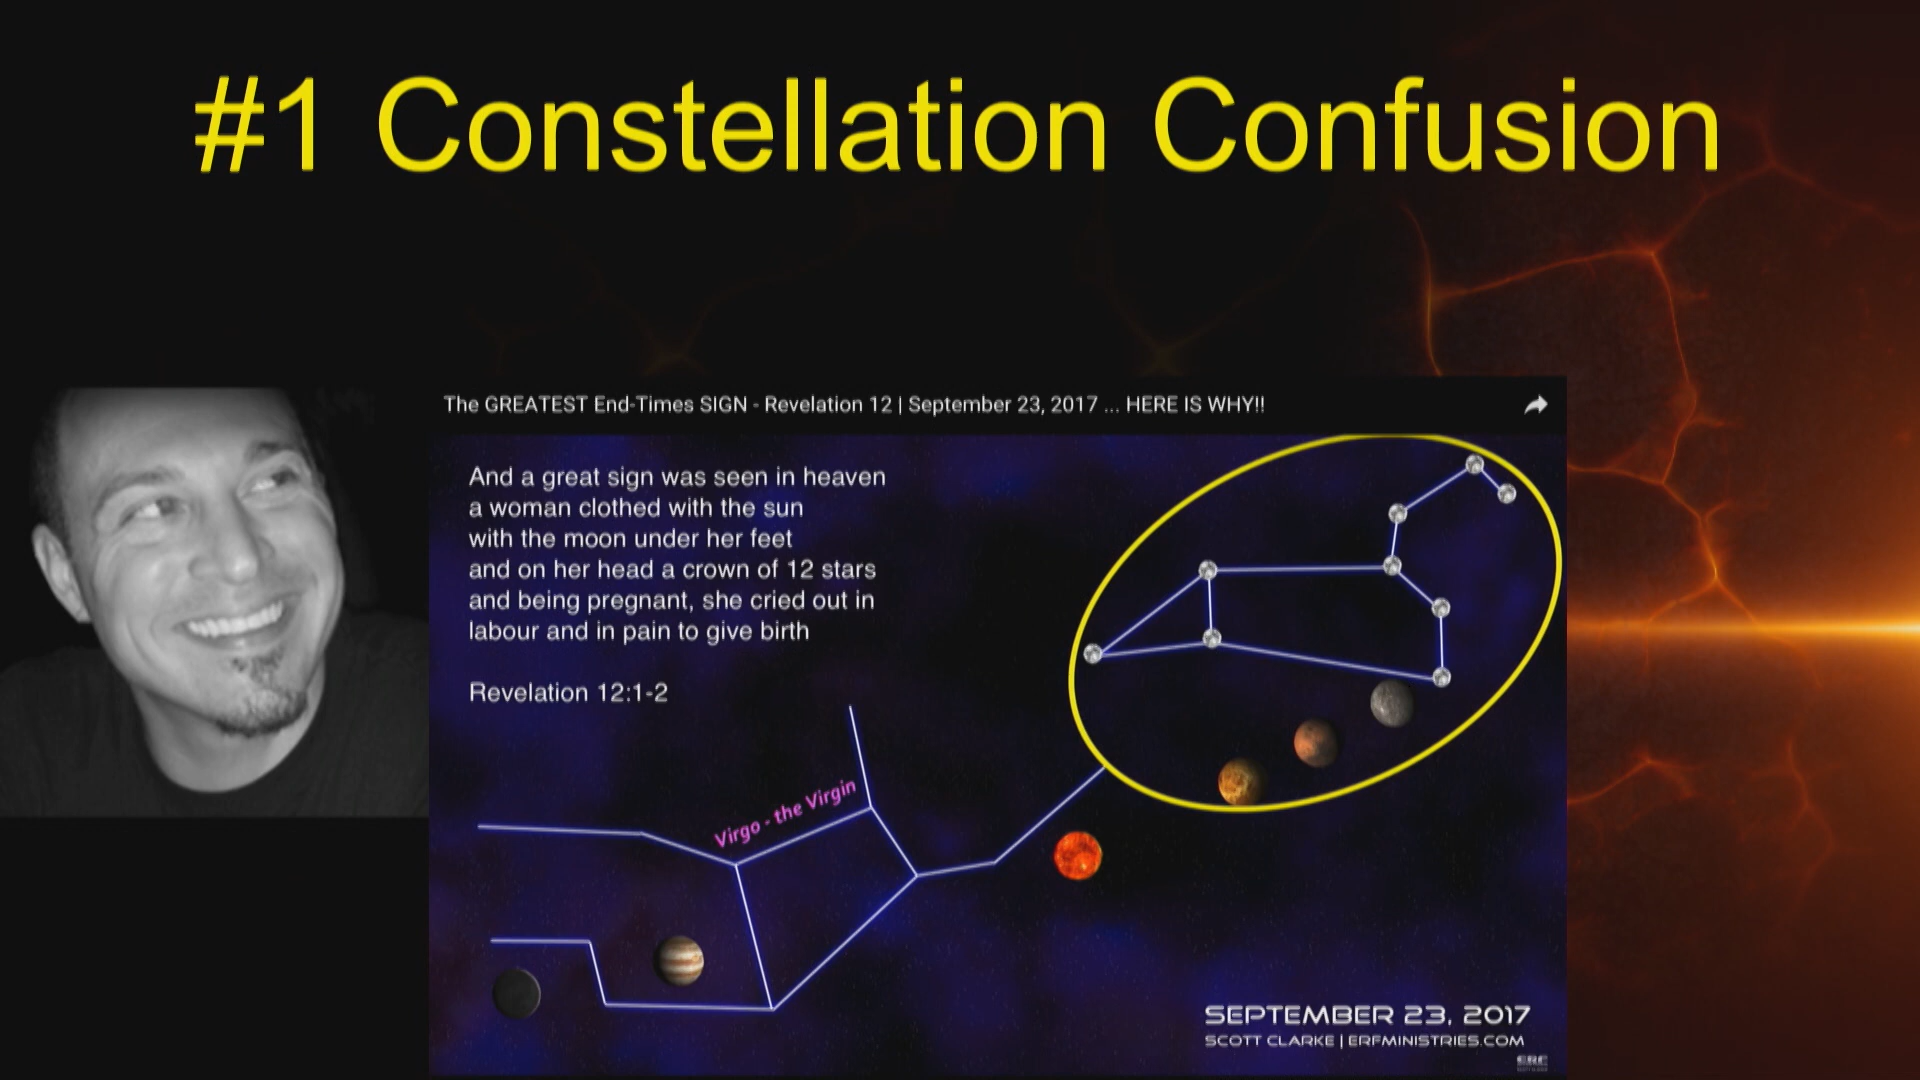 #1 Constellation Confusion
The GREATEST End-Times SIGN - Revelation 12 | September 23, 2017 ... HERE IS WHY!!
And a great sign was seen in heaven
a woman clothed with the sun
with the moon under her feet
and on her head a crown of 12 stars
and being pregnant, she cried out in
labour and in pain to give birth
Revelation 12:1-2
Virgo - the Virgin
SEPTEMBER 23, 2017
SCOTT CLARKE | ERFMINISTRIES.COM
ERF